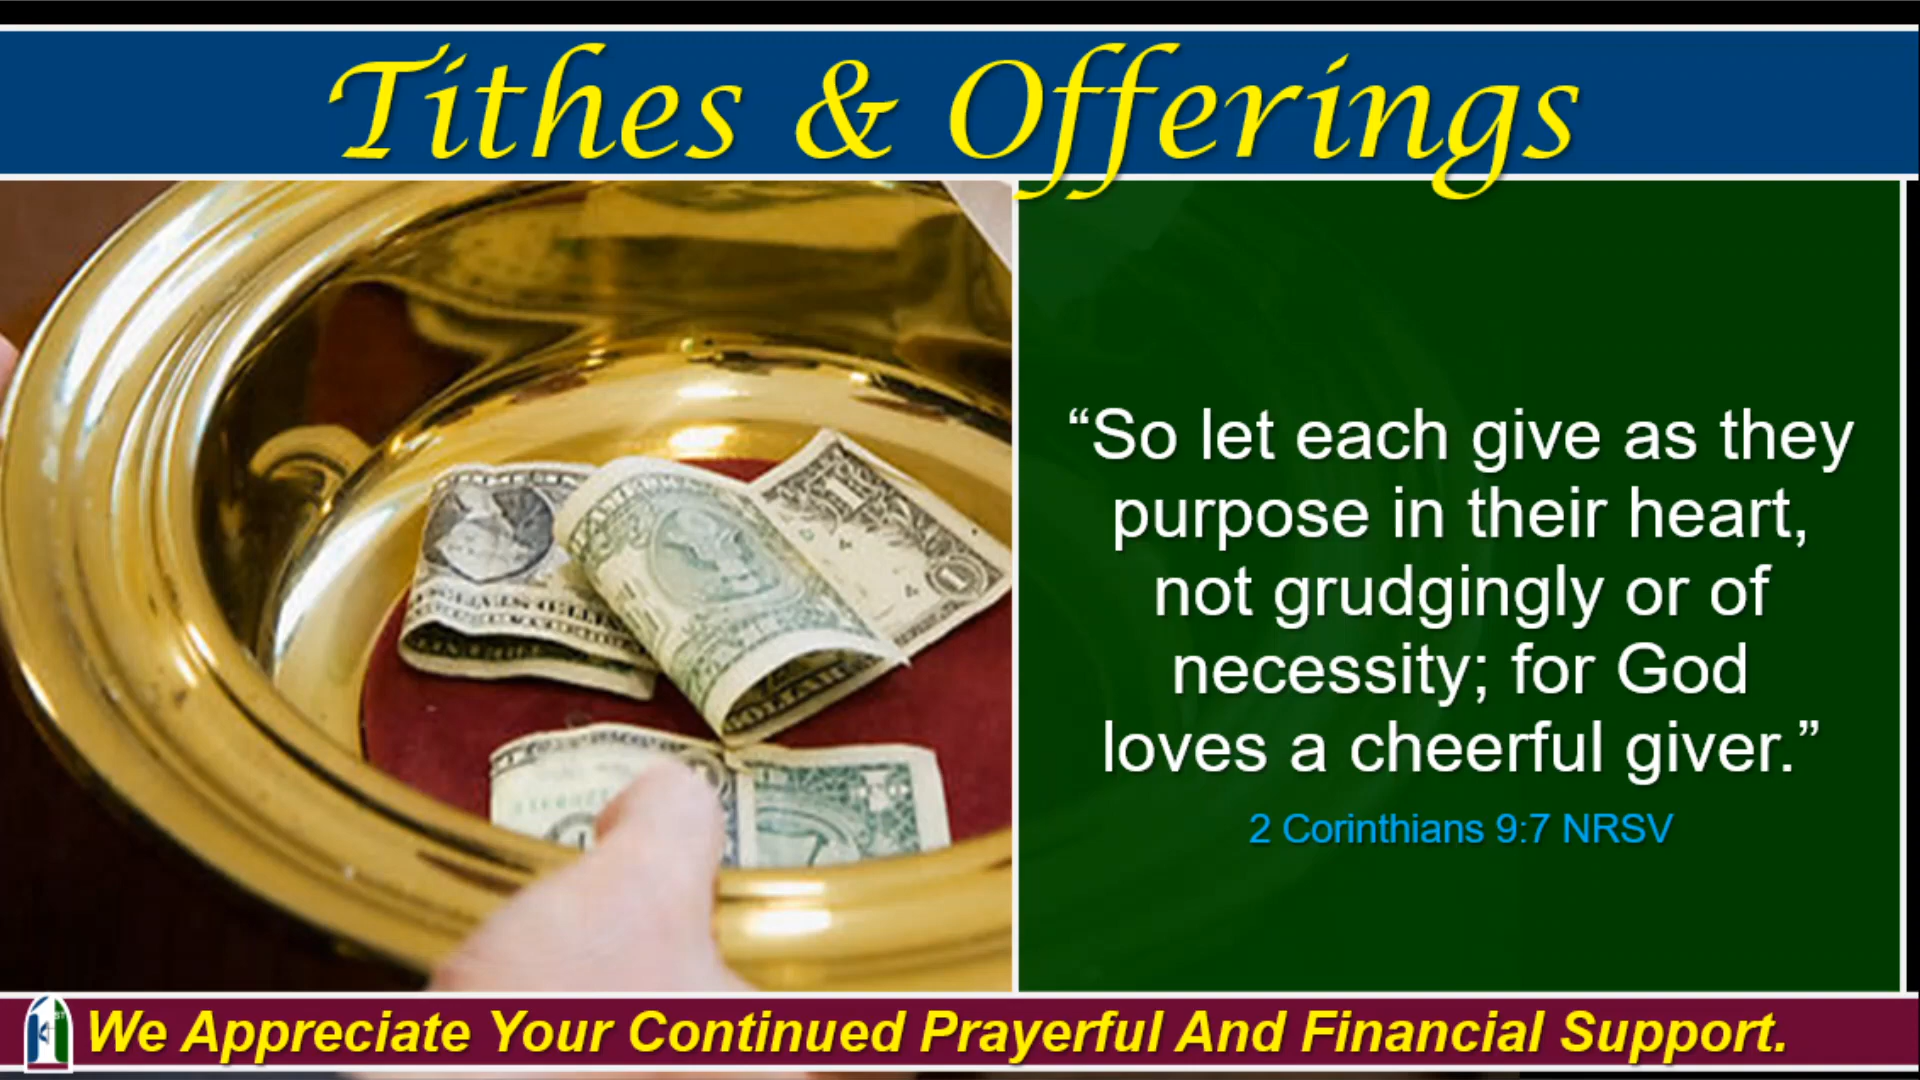 Tithes & Offerings
“So let each give as they
purpose in their heart,
not grudgingly or of
necessity; for God
loves a cheerful giver.”
2 Corinthians 9:7 NRSV
We Appreciate Your Continued Prayerful And Financial Support.